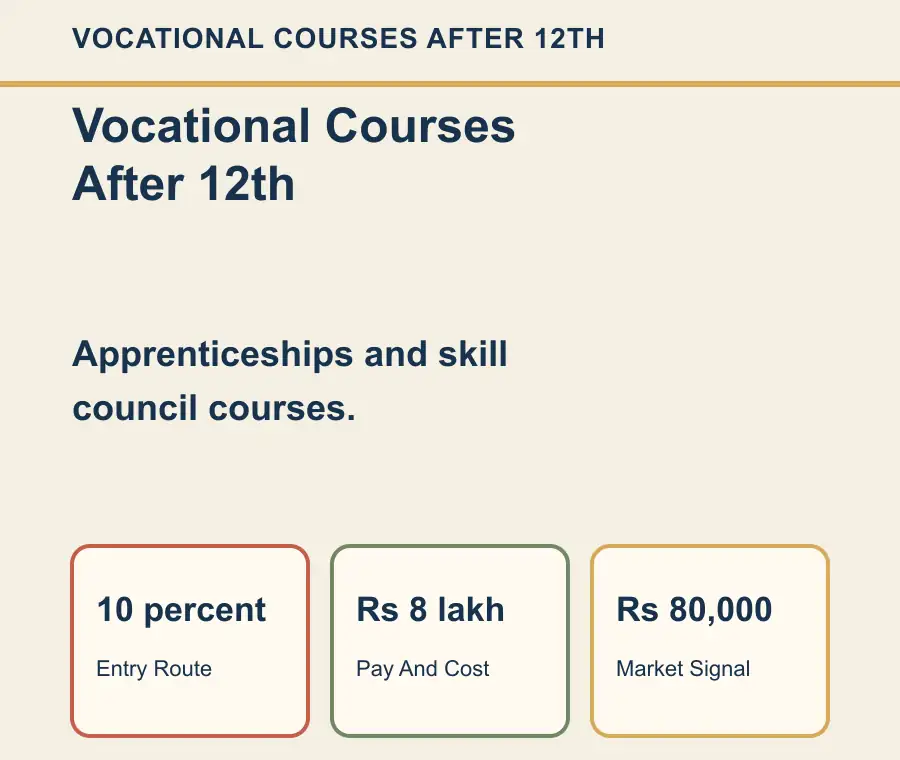 VOCATIONAL COURSES AFTER 12TH
Vocational Courses
After 12th
Apprenticeships and skill
council courses.
10 percent
Entry Route
Rs 8 lakh
Pay And Cost
Rs 80,000
Market Signal